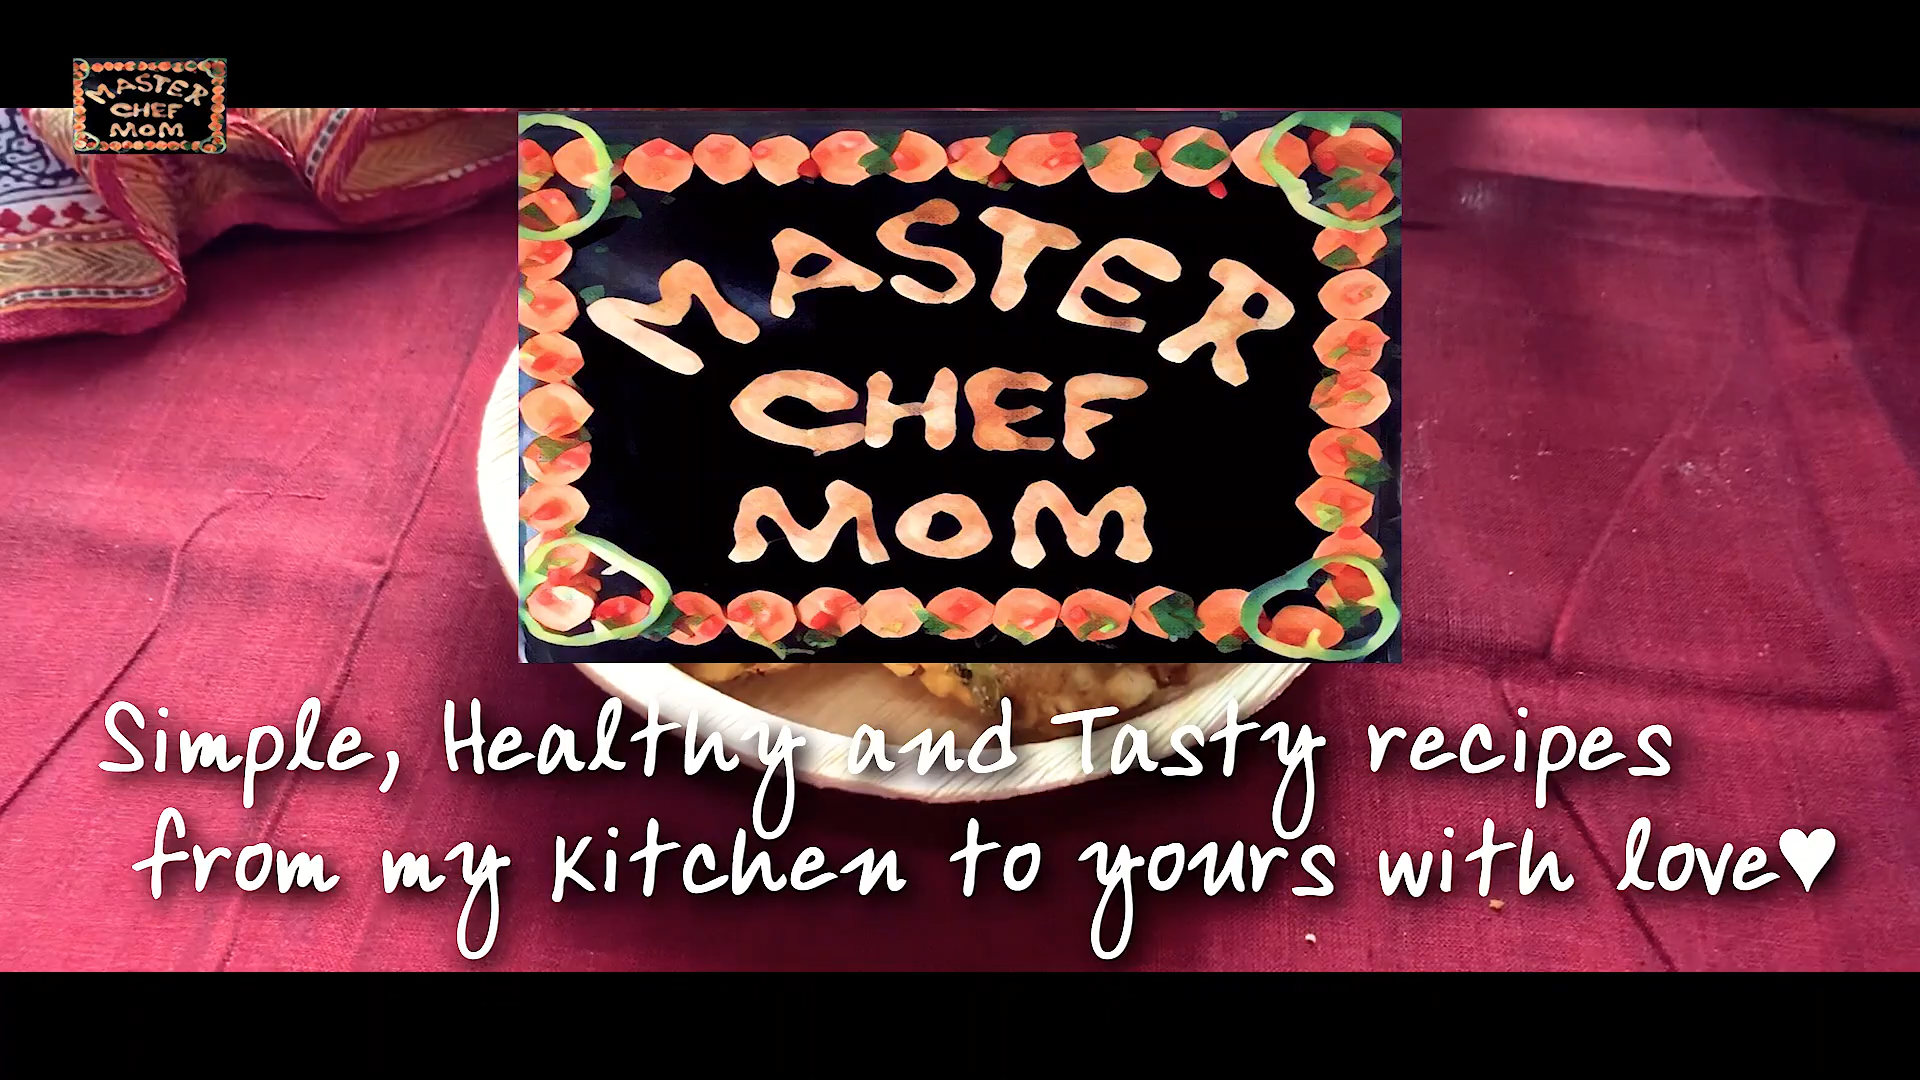 MASTER
CHEF
MOM
MASTER
CHEF
MOM
Simple, Healthy and Tasty recipes
from my kitchen to yours with love♥